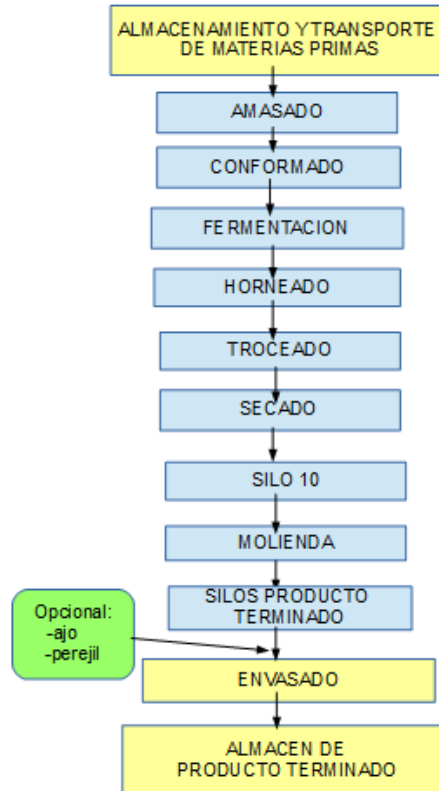 ALMACENAMIENTO Y TRANSPORTE
DE MATERIAS PRIMAS
AMASADO
CONFORMADO
FERMENTACION
HORNEADO
TROCEADO
SECADO
SILO 10
MOLIENDA
SILOS PRODUCTO
TERMINADO
Opcional:
-ajo
-perejil
ENVASADO
ALMACEN DE
PRODUCTO TERMINADO